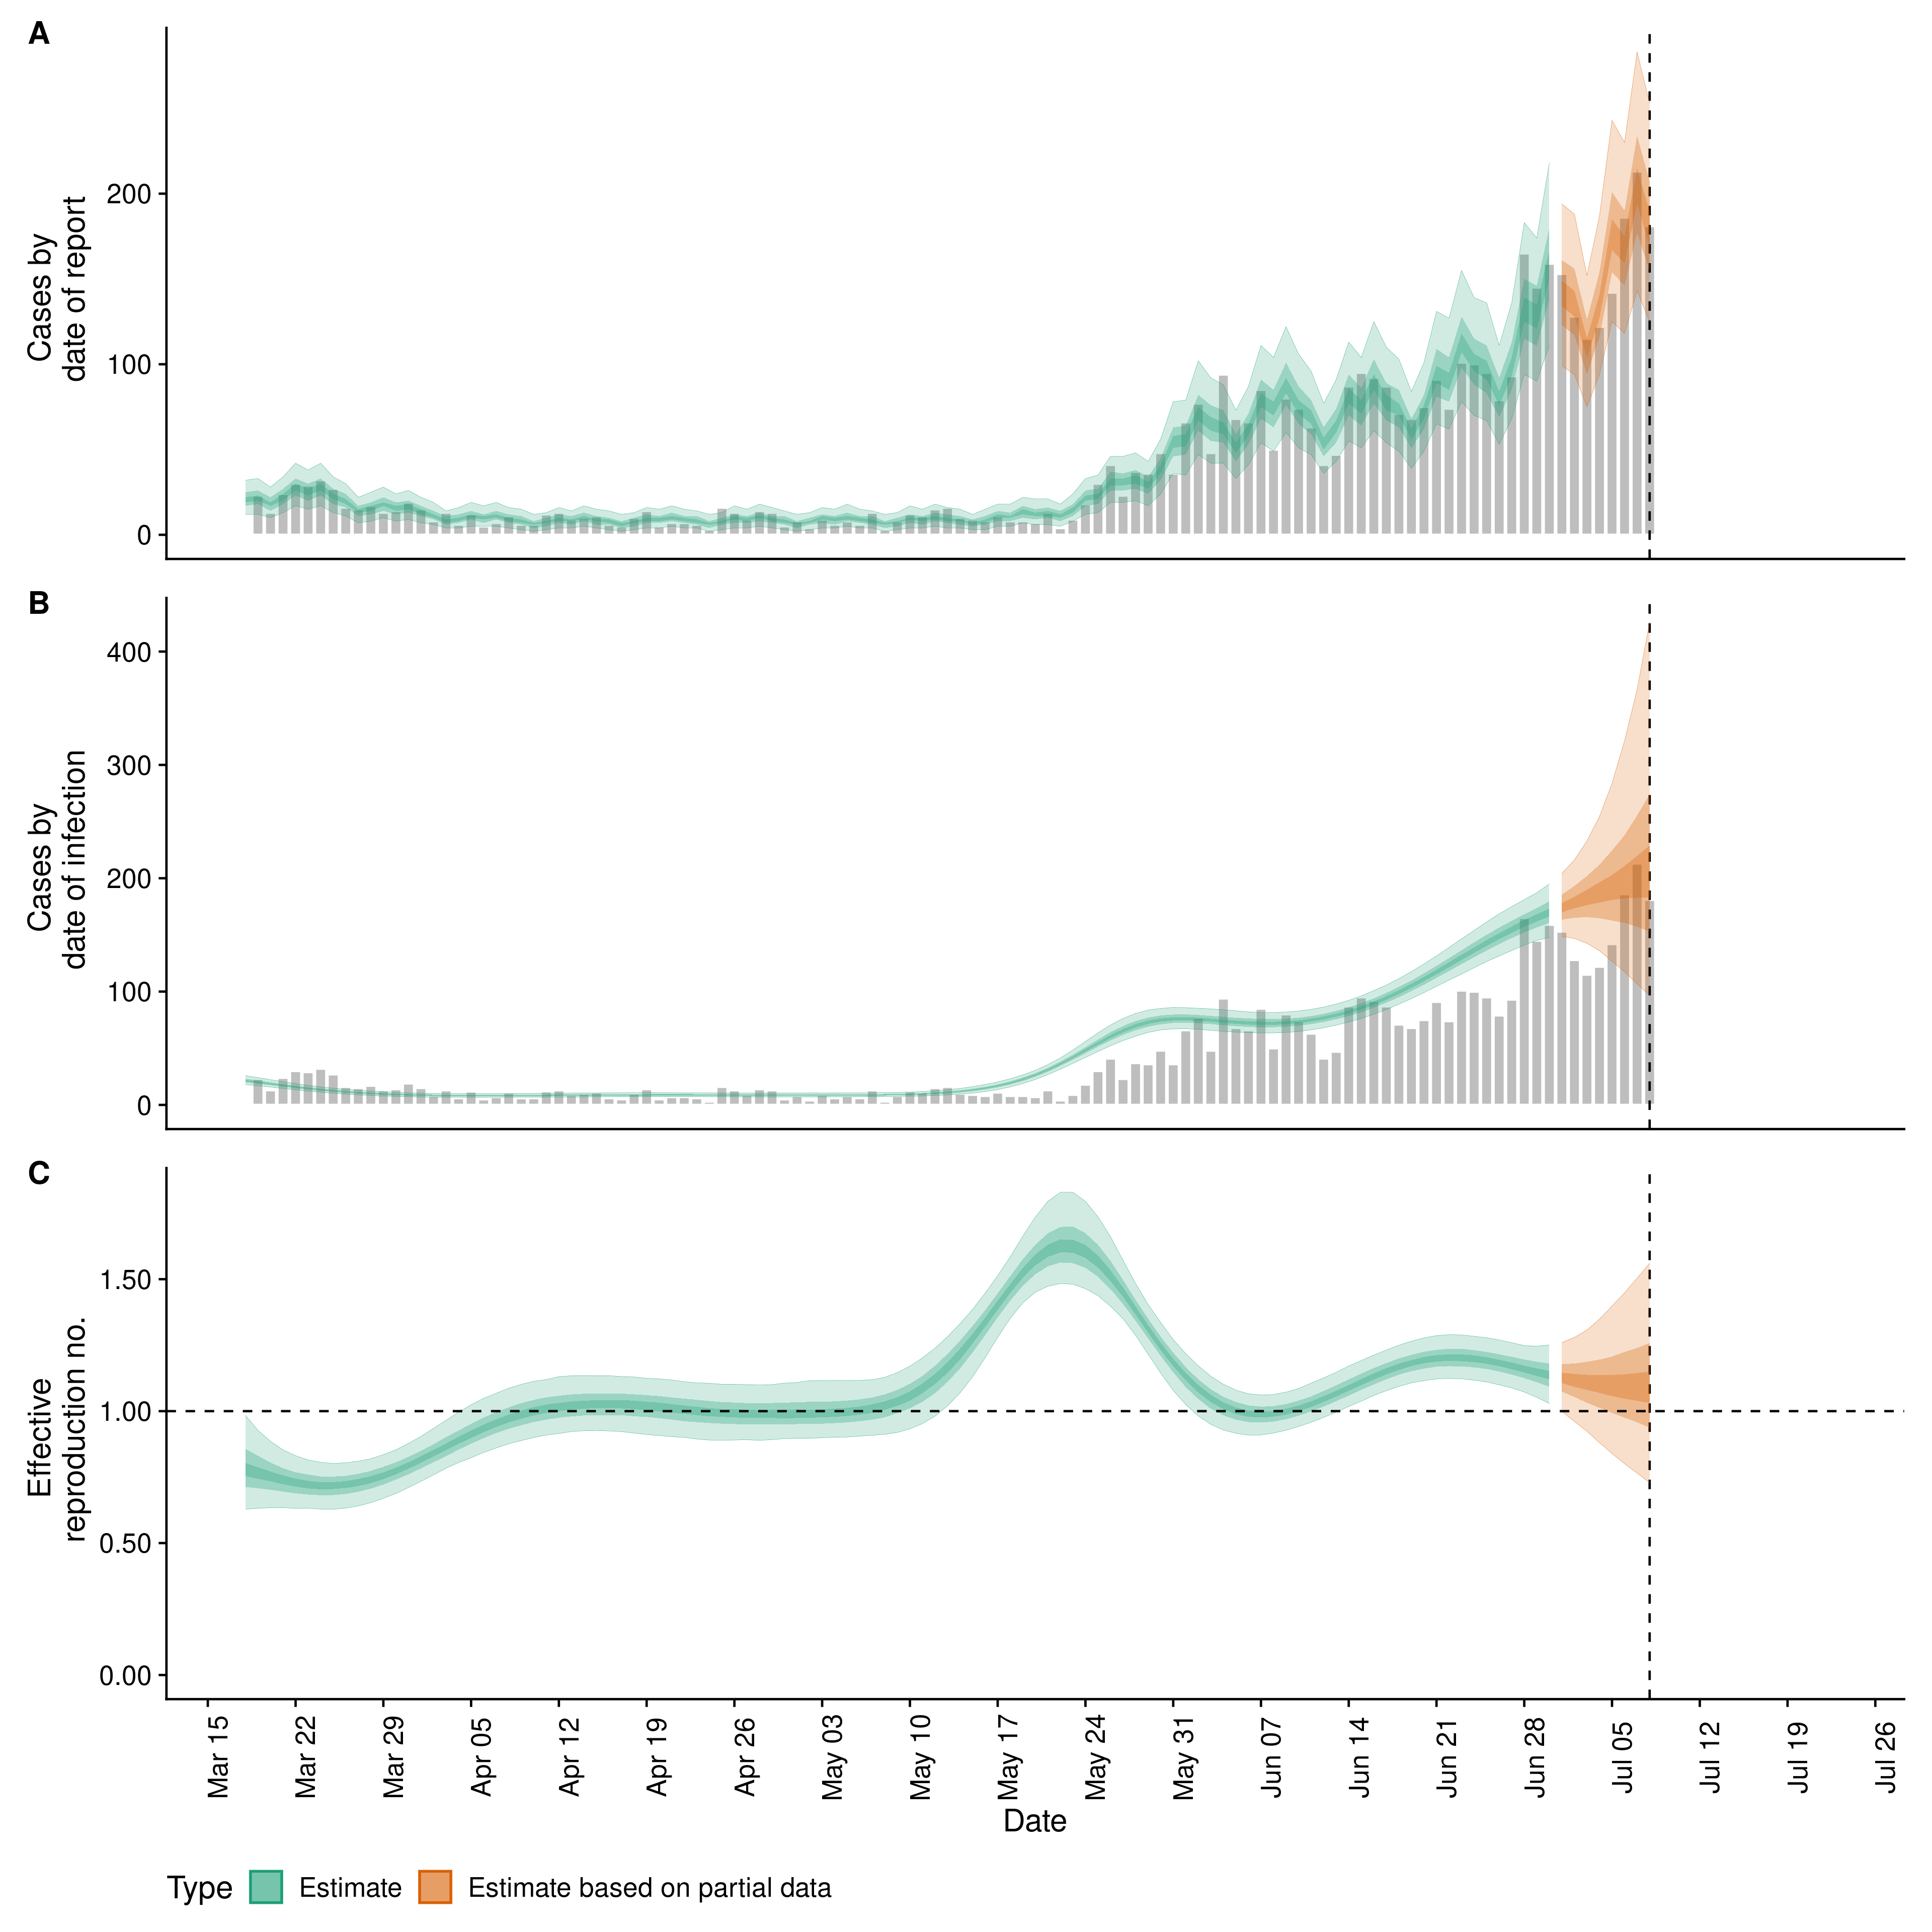 A
Cases by
date of report
200
100
0
B
Cases by
date of infection
400
300
200
100
0
C
Effective
reproduction no.
1.50
1.00
0.50
0.00
Mar 15
Mar 22
Mar 29
Apr 05
Apr 12
Apr 19
Apr 26
May 03
May 10
May 17
May 24
May 31
Jun 07
Jun 14
Jun 21
Jun 28
Jul 05
Jul 12
Jul 19
Jul 26
Date
Type Estimate Estimate based on partial data